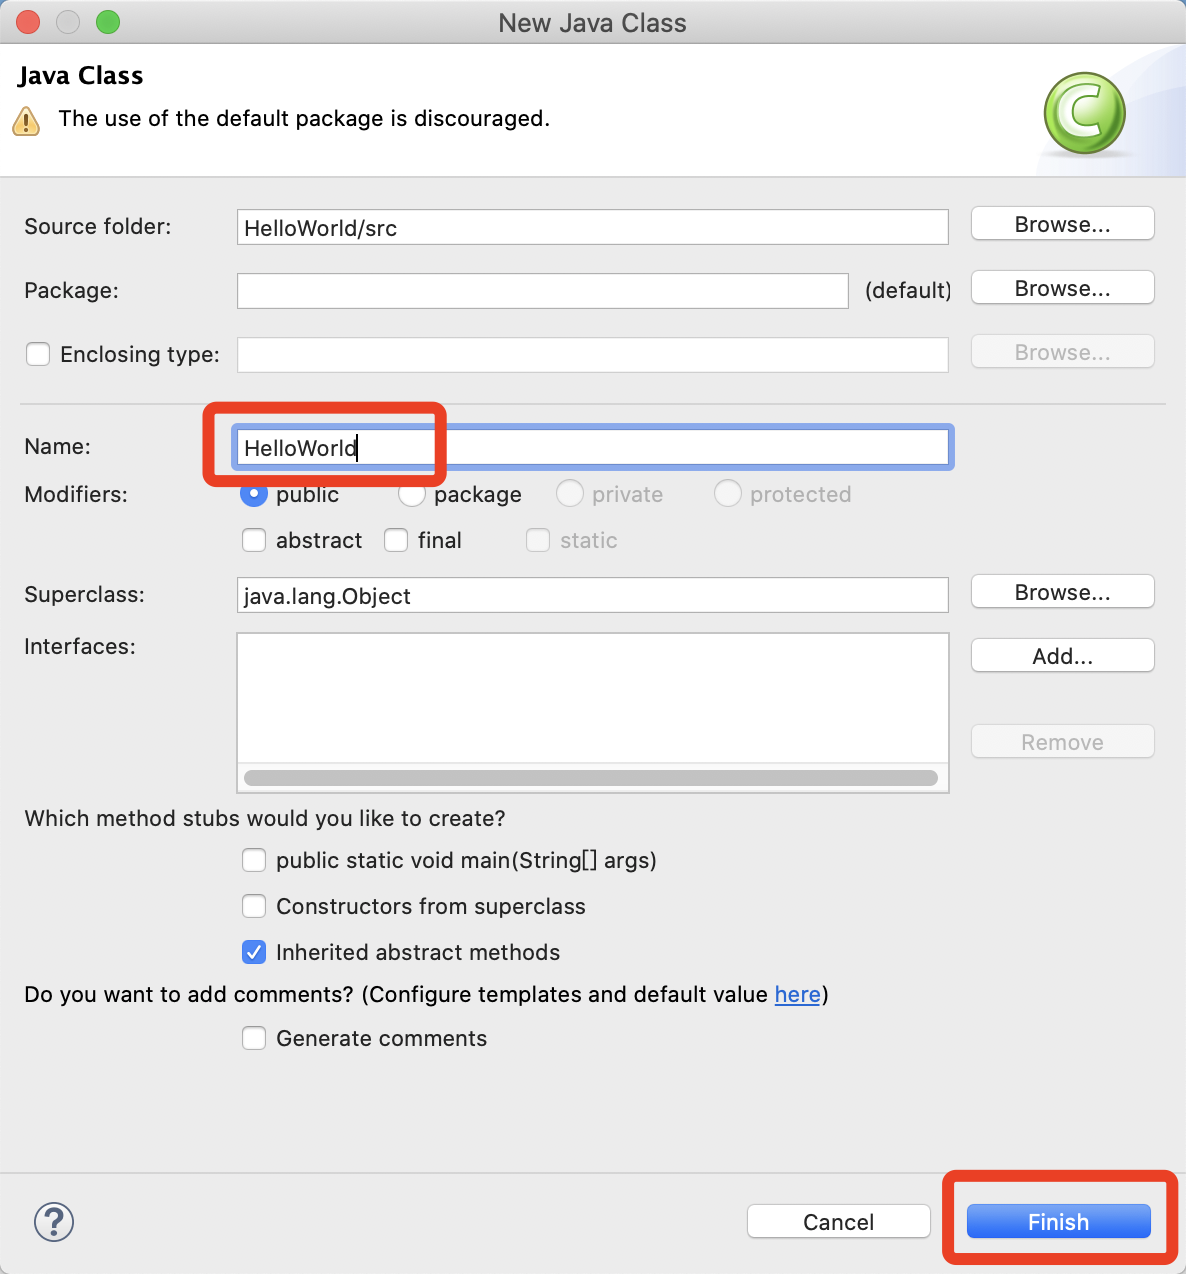 New Java Class
Java Class
The use of the default package is discouraged.
Source folder: HelloWorld/src Browse...
Package: (default) Browse...
Enclosing type: Browse...
Name: HelloWorld
Modifiers: public package private protected
abstract final static
Superclass: java.lang.Object Browse...
Interfaces: Add...
Remove
Which method stubs would you like to create?
public static void main(String[] args)
Constructors from superclass
Inherited abstract methods
Do you want to add comments? (Configure templates and default value here)
Generate comments
? Cancel Finish